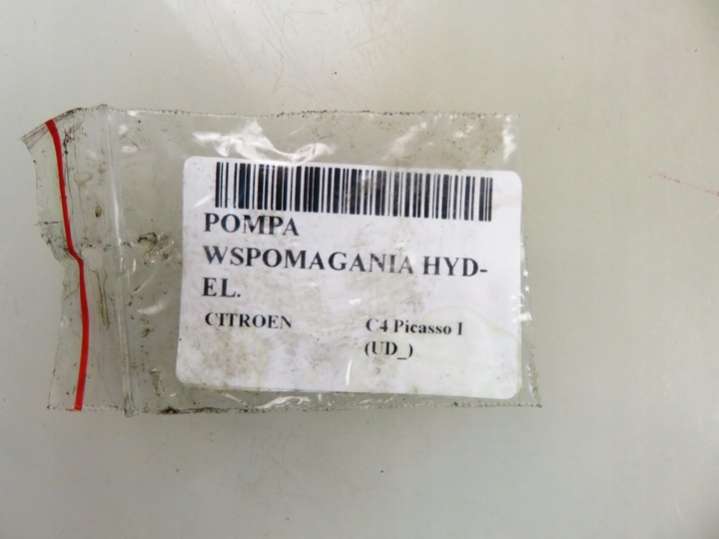 POMPA
WSPOMAGANIA HYD-
EL.
CITROEN C4 Picasso I
(UD_)